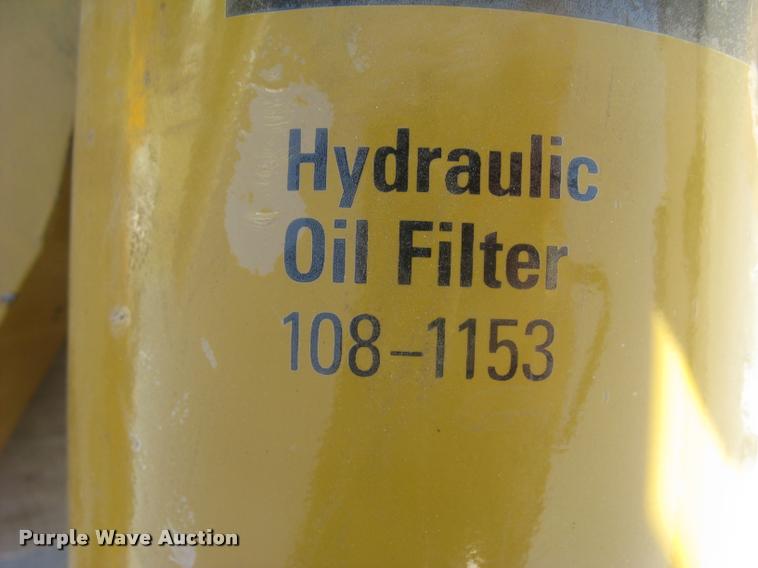 Hydraulic
Oil Filter
108-1153
Purple Wave Auction